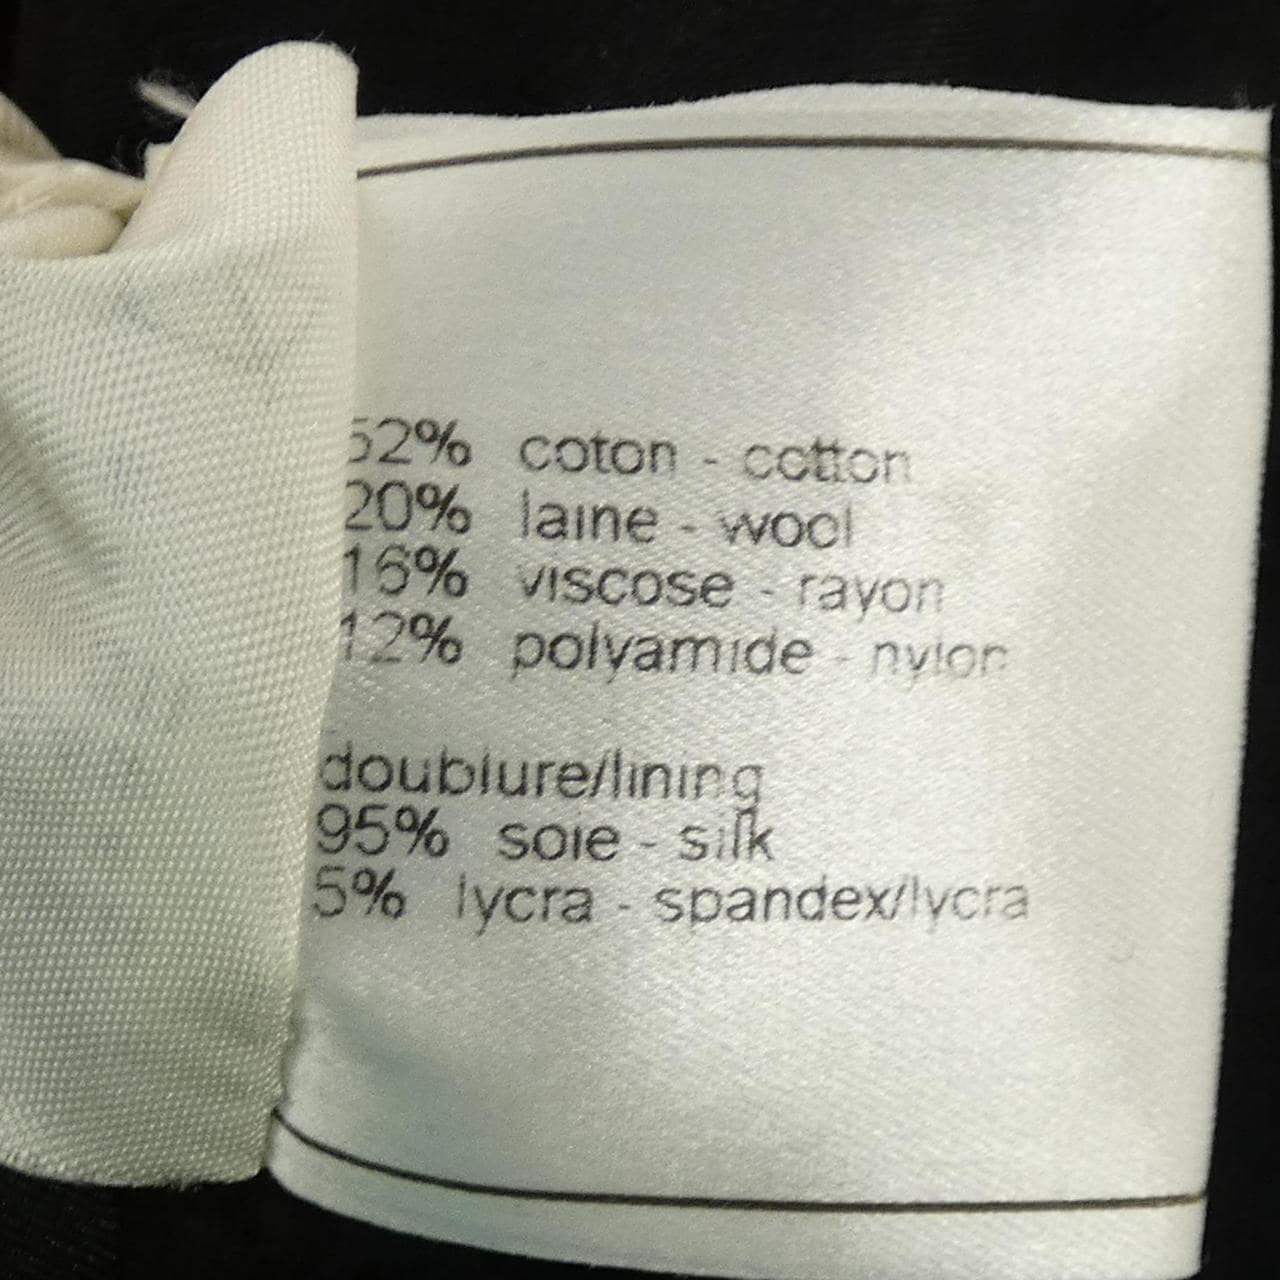 52% coton - cotton
20% laine - wool
16% viscose - rayon
12% polyamide - nylon
doublure/lining
95% soie - silk
5% lycra - spandex/lycra